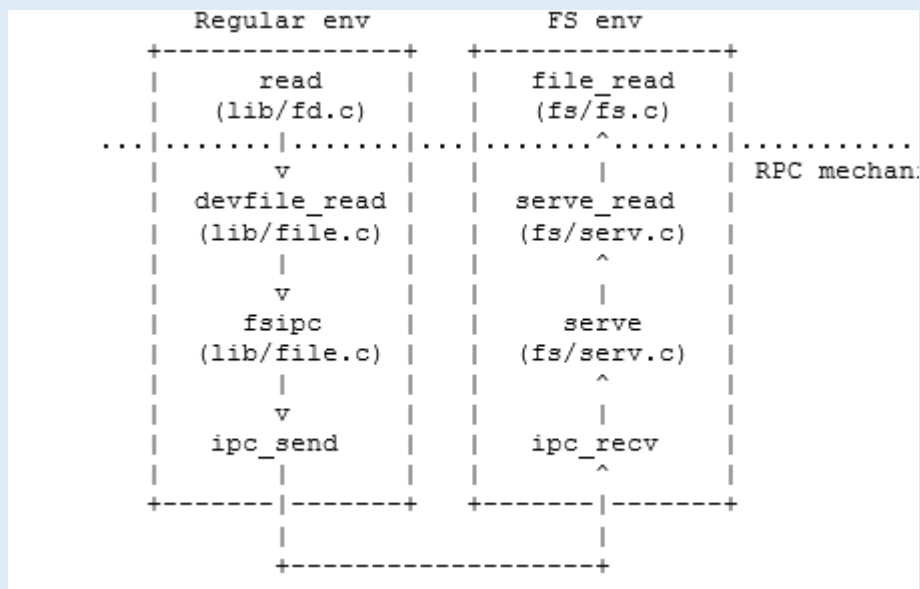 Regular env FS env
+---------------+ +---------------+
| read | | file_read |
| (lib/fd.c) | | (fs/fs.c) |
...|.......|.......|...|.......^.......|............
| v | | | | RPC mechani
| devfile_read | | serve_read |
| (lib/file.c) | | (fs/serv.c) |
| | | | ^ |
| v | | | |
| fsipc | | serve |
| (lib/file.c) | | (fs/serv.c) |
| | | | ^ |
| v | | | |
| ipc_send | | ipc_recv |
| | | | ^ |
+-------|-------+ +-------|-------+
| |
+-------------------+